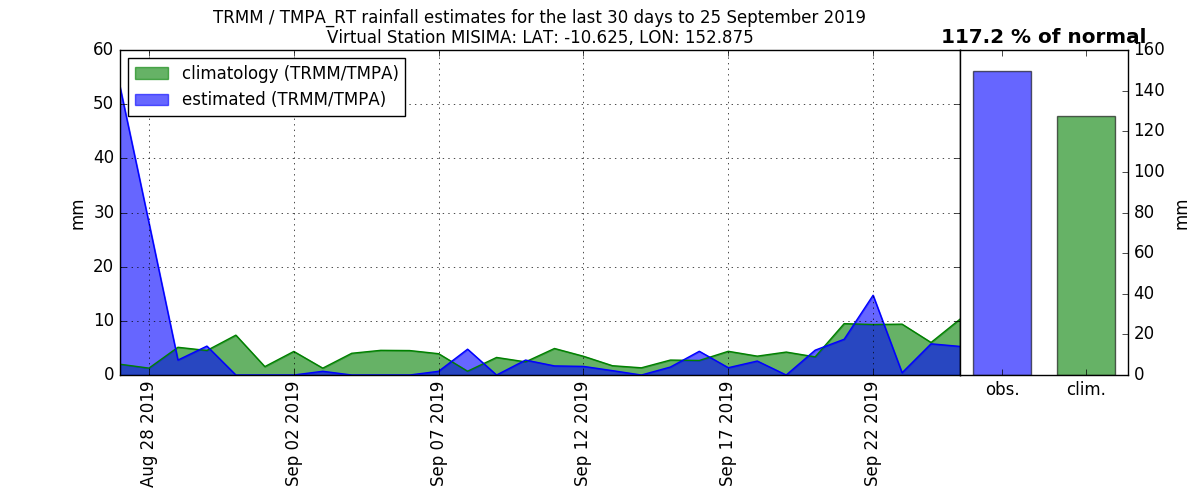 TRMM / TMPA_RT rainfall estimates for the last 30 days to 25 September 2019
Virtual Station MISIMA: LAT: -10.625, LON: 152.875
117.2 % of normal
climatology (TRMM/TMPA)
estimated (TRMM/TMPA)
60
50
40
30
20
10
0
mm
Aug 28 2019
Sep 02 2019
Sep 07 2019
Sep 12 2019
Sep 17 2019
Sep 22 2019
obs.
clim.
160
140
120
100
80
60
40
20
0
mm